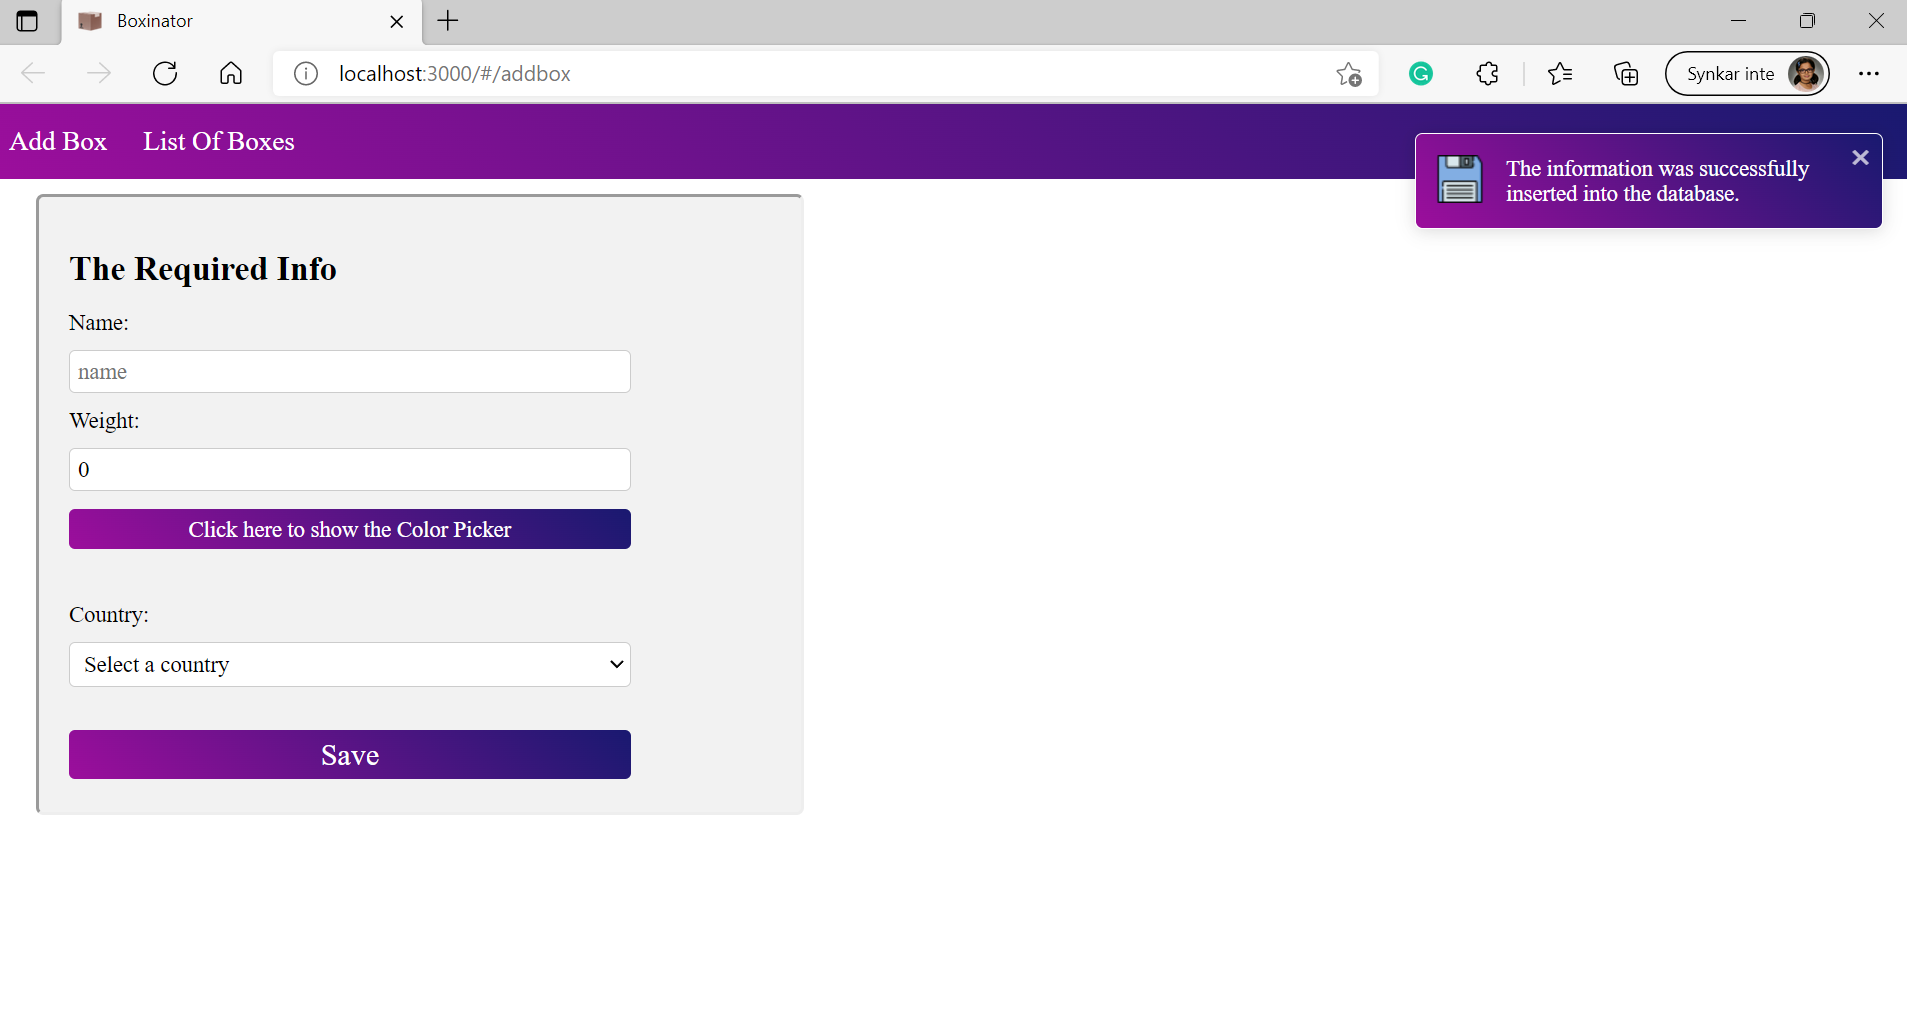 Boxinator
localhost:3000/#/addbox
Synkar inte
Add Box
List Of Boxes
The information was successfully
inserted into the database.
The Required Info
Name:
name
Weight:
0
Click here to show the Color Picker
Country:
Select a country
Save